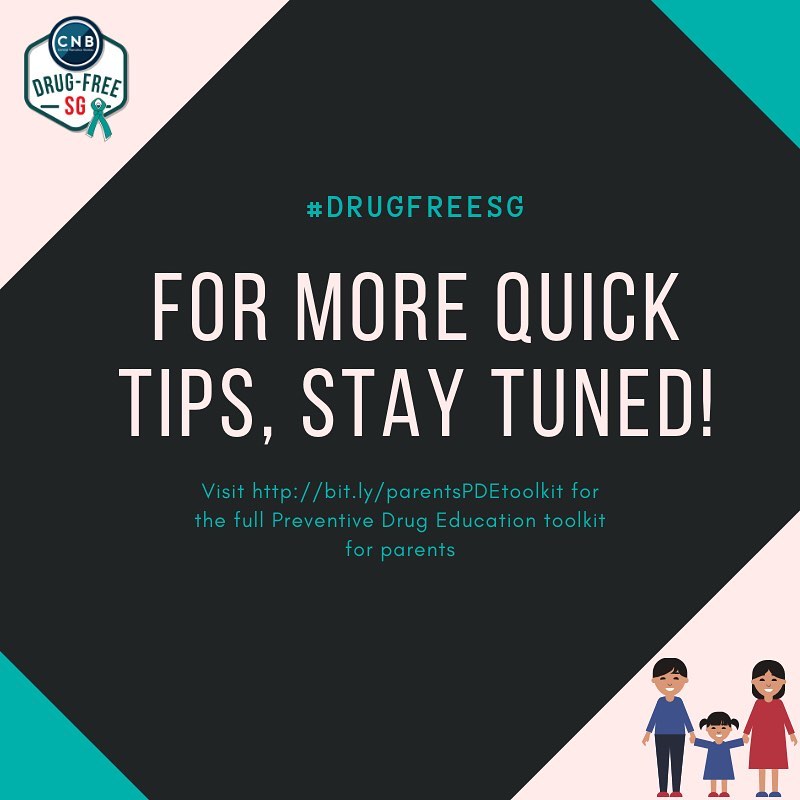 CNB
DRUG-FREE
SG
#DRUGFREESG
FOR MORE QUICK
TIPS, STAY TUNED!
Visit http://bit.ly/parentsPDEtoolkit for
the full Preventive Drug Education toolkit
for parents